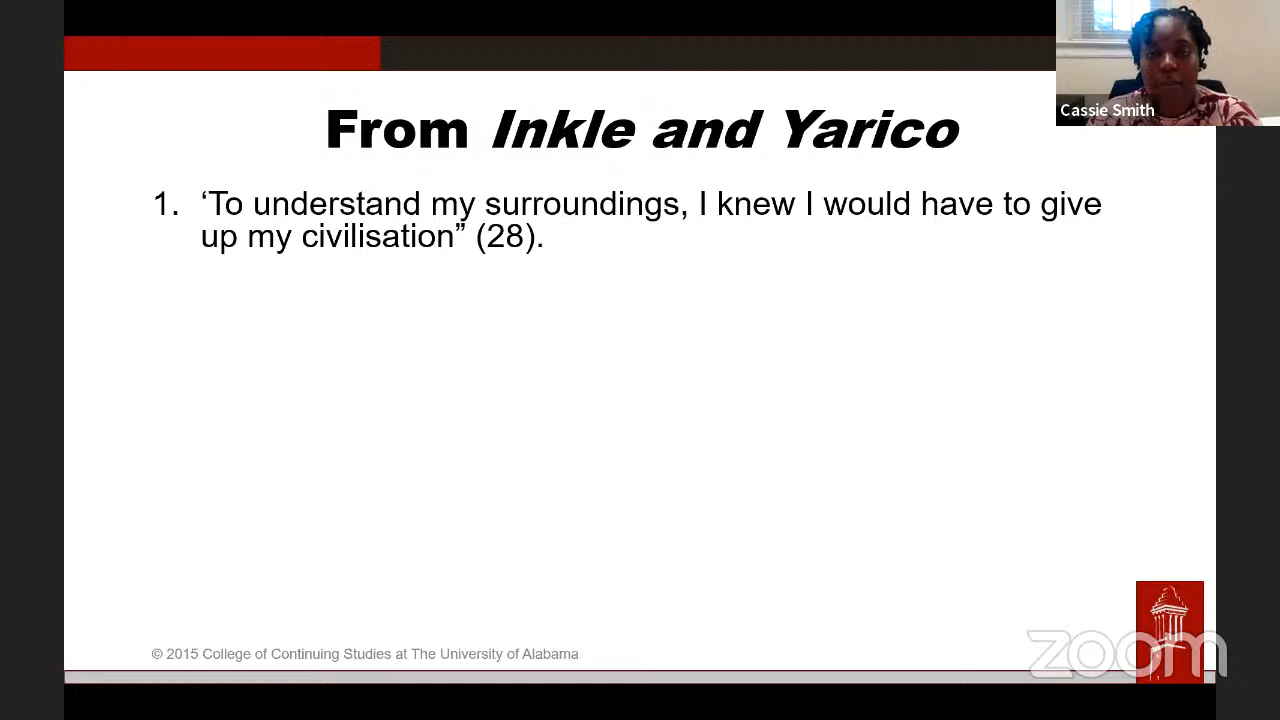 Cassie Smith
From Inkle and Yarico
1. ‘To understand my surroundings, I knew I would have to give
up my civilisation” (28).
© 2015 College of Continuing Studies at The University of Alabama
zoom